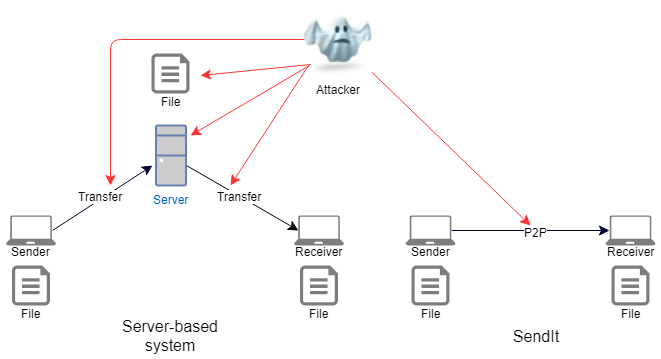 Attacker
File
Transfer
Server
Transfer
Sender
Receiver
File
File
Server-based
system
P2P
Sender
Receiver
File
File
SendIt